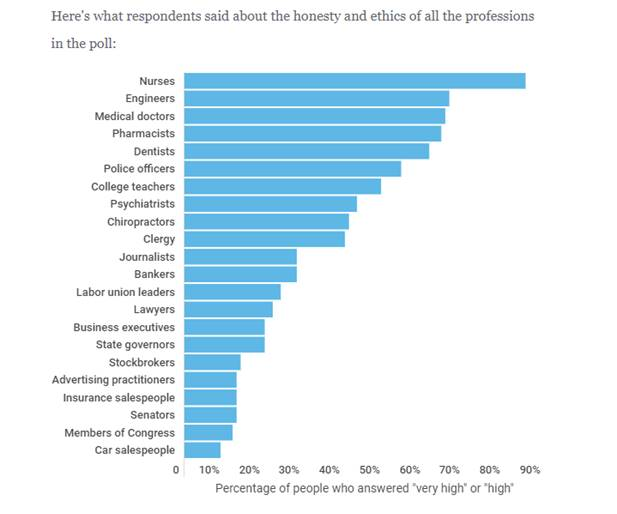 Here's what respondents said about the honesty and ethics of all the professions
in the poll:
Nurses
Engineers
Medical doctors
Pharmacists
Dentists
Police officers
College teachers
Psychiatrists
Chiropractors
Clergy
Journalists
Bankers
Labor union leaders
Lawyers
Business executives
State governors
Stockbrokers
Advertising practitioners
Insurance salespeople
Senators
Members of Congress
Car salespeople
0 10% 20% 30% 40% 50% 60% 70% 80% 90%
Percentage of people who answered "very high" or "high"